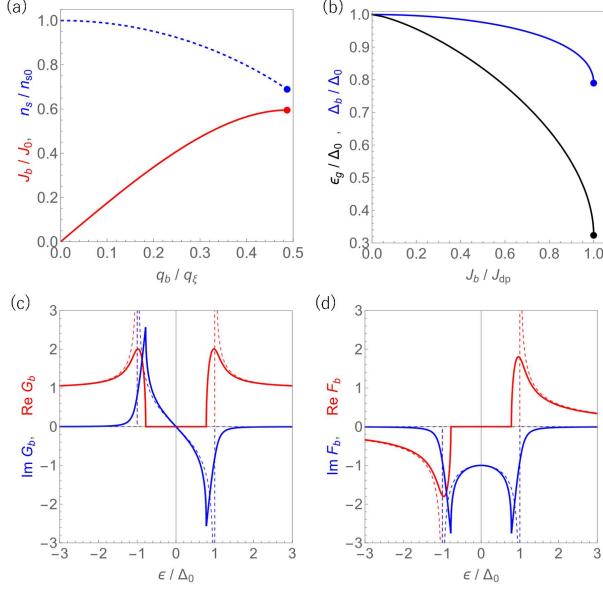 (a)
n_s / n_s0
J_b / J_0,
1.0
0.8
0.6
0.4
0.2
0.0
0.0 0.1 0.2 0.3 0.4 0.5
q_b / q_ξ
(b)
ϵ_g / Δ_0 , Δ_b / Δ_0
1.0
0.9
0.8
0.7
0.6
0.5
0.4
0.3
0.0 0.2 0.4 0.6 0.8 1.0
J_b / J_dp
(c)
Im G_b, Re G_b
3
2
1
0
−1
−2
−3
−3 −2 −1 0 1 2 3
ϵ / Δ_0
(d)
Im F_b, Re F_b
3
2
1
0
−1
−2
−3
−3 −2 −1 0 1 2 3
ϵ / Δ_0